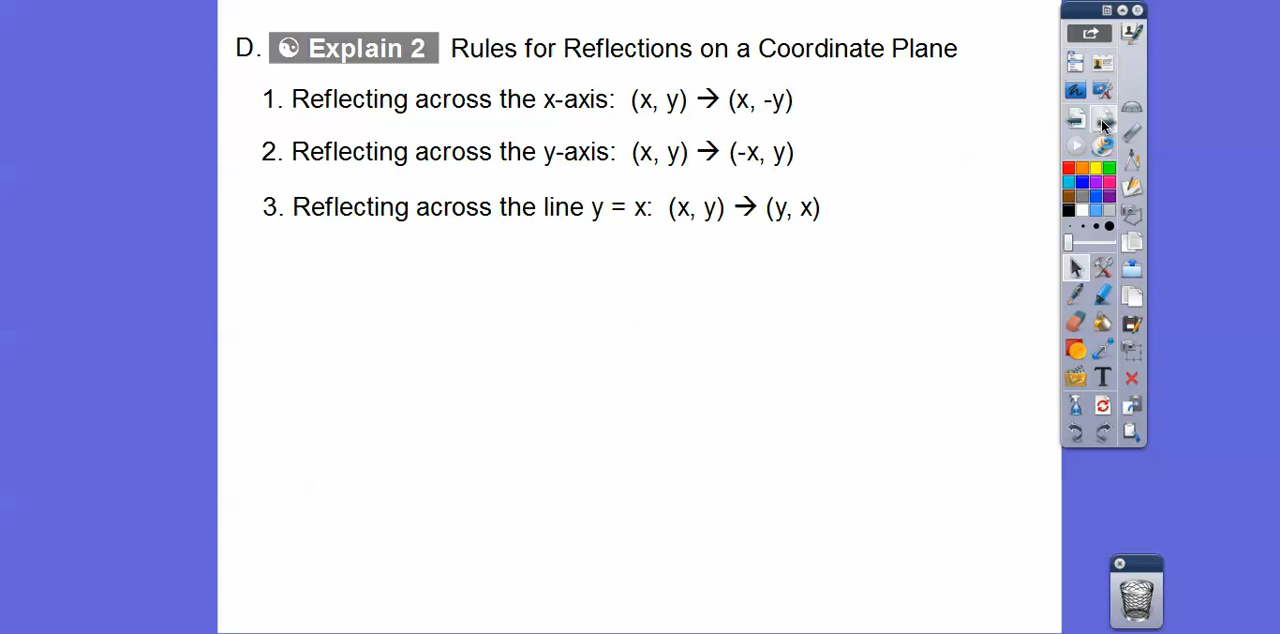 D. Explain 2 Rules for Reflections on a Coordinate Plane
1. Reflecting across the x-axis: (x, y) → (x, -y)
2. Reflecting across the y-axis: (x, y) → (-x, y)
3. Reflecting across the line y = x: (x, y) → (y, x)
T